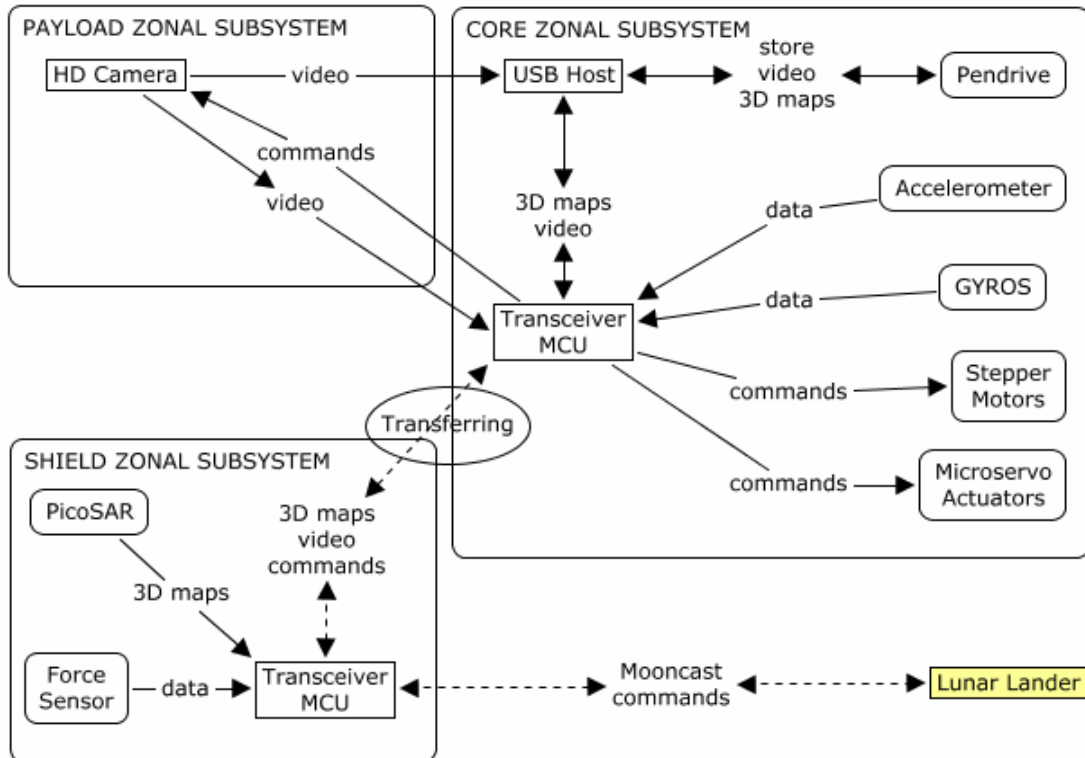 PAYLOAD ZONAL SUBSYSTEM
HD Camera
video
commands
video
CORE ZONAL SUBSYSTEM
USB Host
store
video
3D maps
Pendrive
3D maps
video
Accelerometer
data
GYROS
data
Transceiver
MCU
Stepper
Motors
commands
Microservo
Actuators
commands
Transferring
SHIELD ZONAL SUBSYSTEM
PicoSAR
3D maps
video
commands
3D maps
Force
Sensor
data
Transceiver
MCU
Mooncast
commands
Lunar Lander